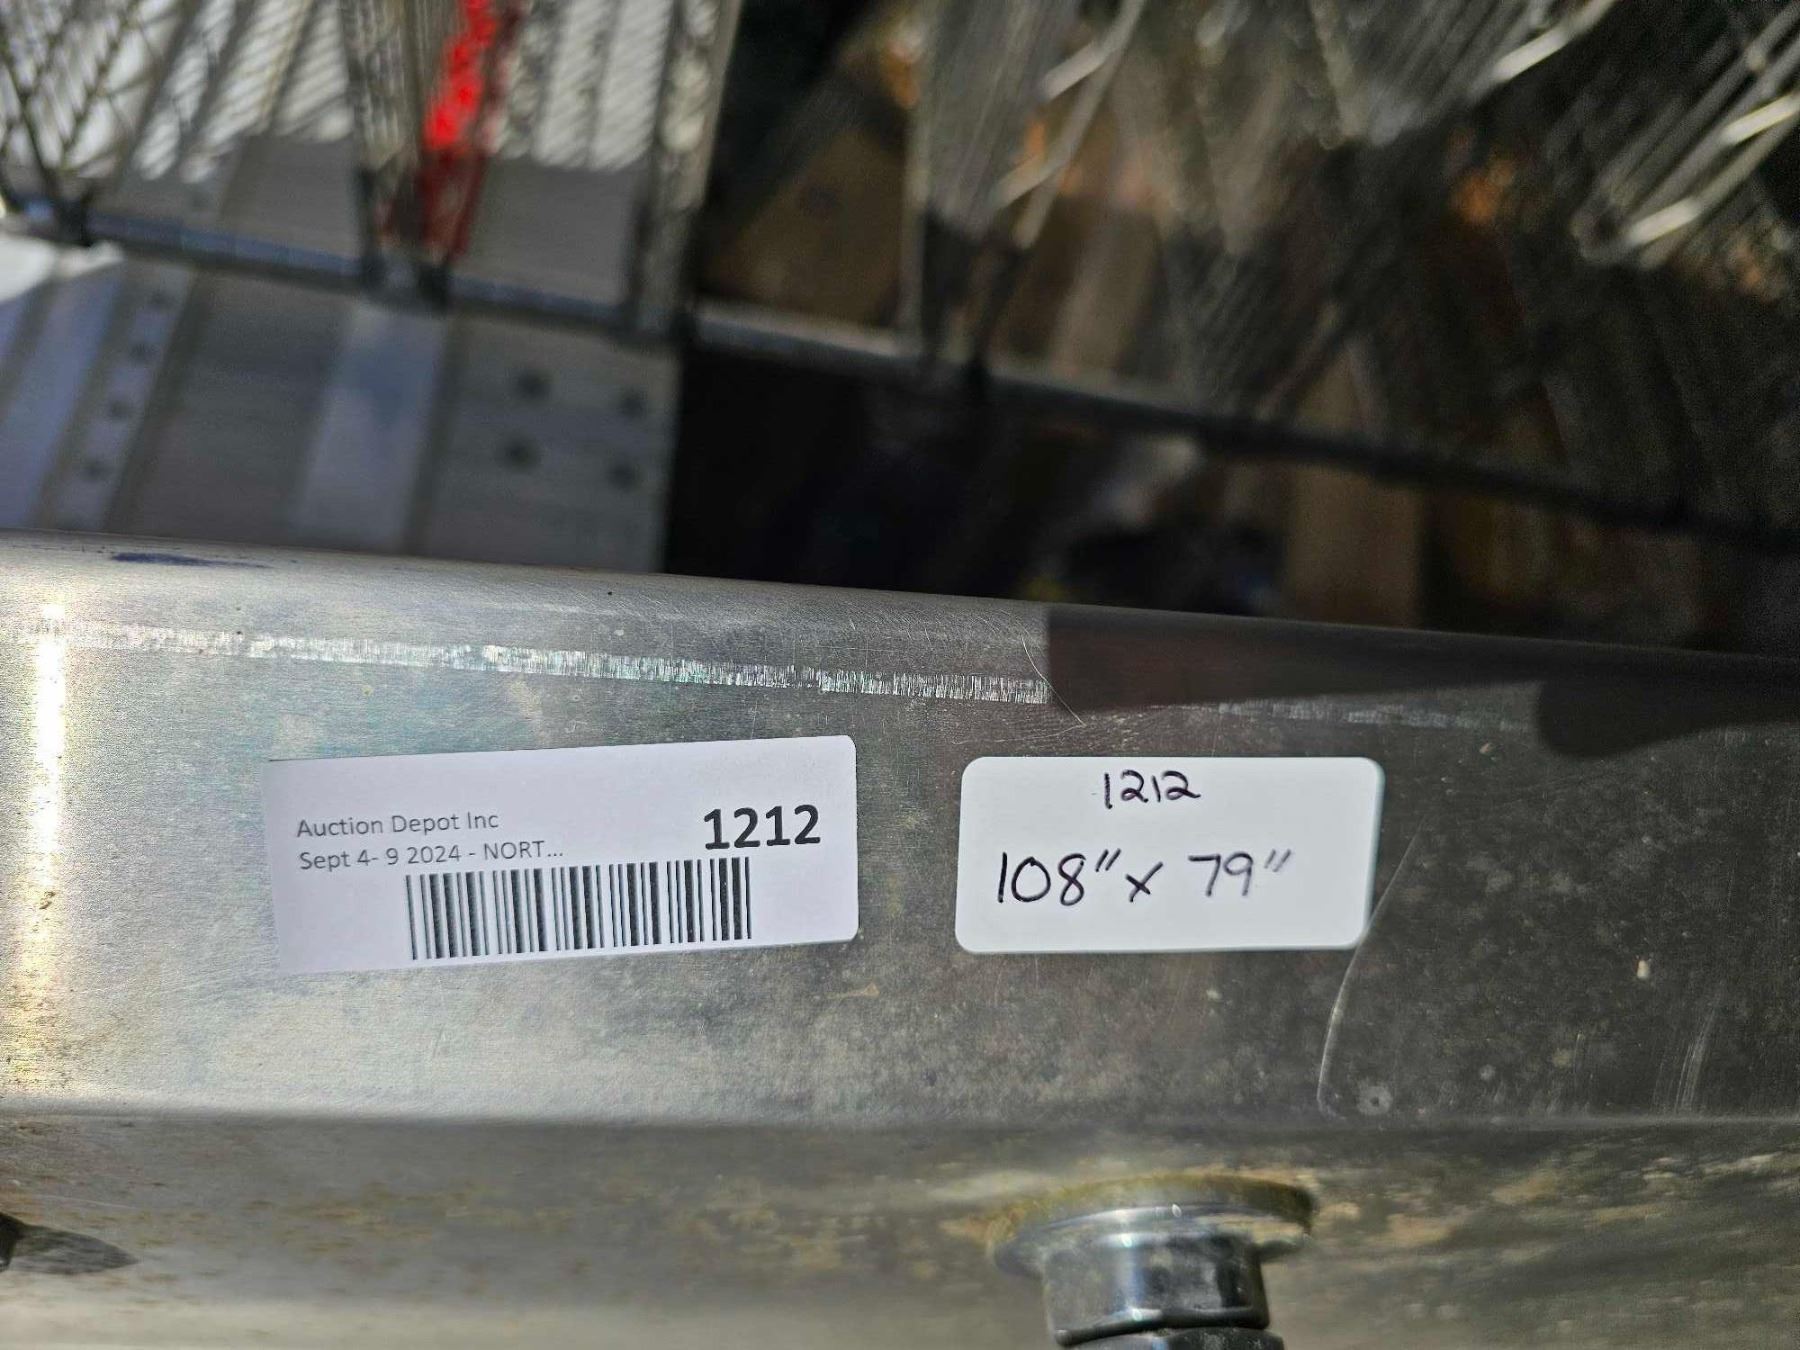 Auction Depot Inc
Sept 4- 9 2024 - NORT...
1212
1212
108" x 79"